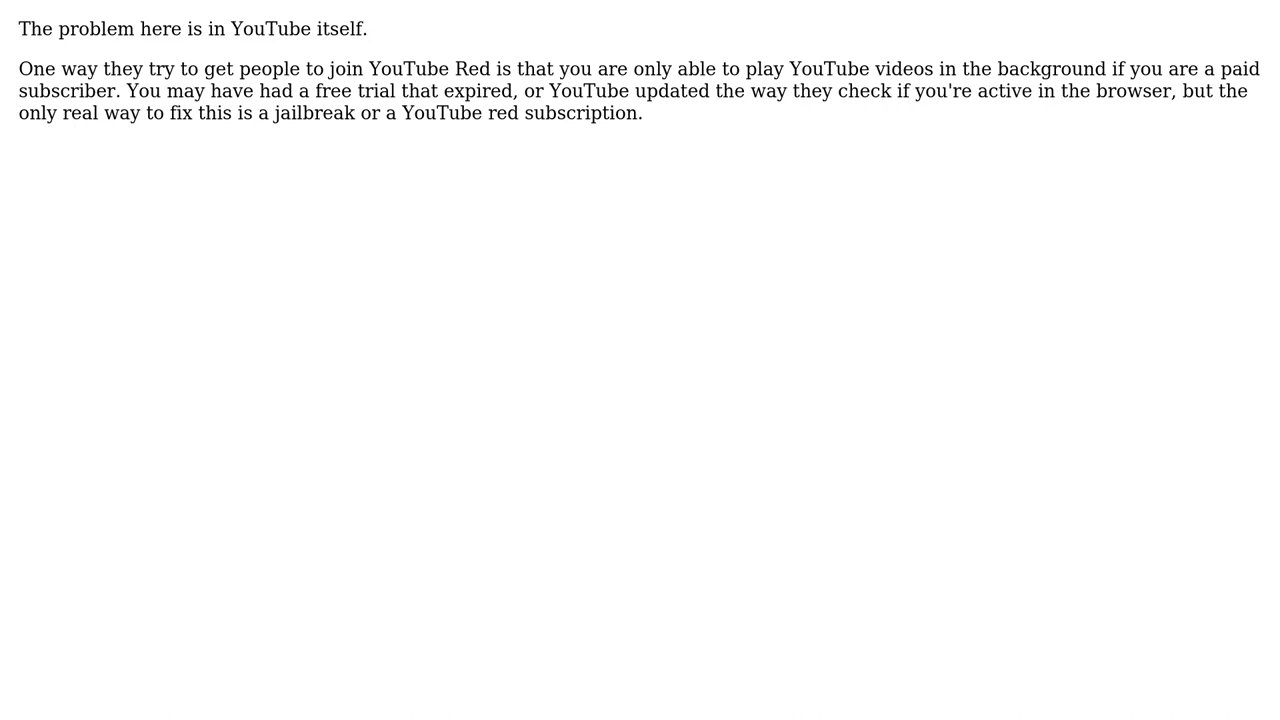 The problem here is in YouTube itself.
One way they try to get people to join YouTube Red is that you are only able to play YouTube videos in the background if you are a paid
subscriber. You may have had a free trial that expired, or YouTube updated the way they check if you're active in the browser, but the
only real way to fix this is a jailbreak or a YouTube red subscription.